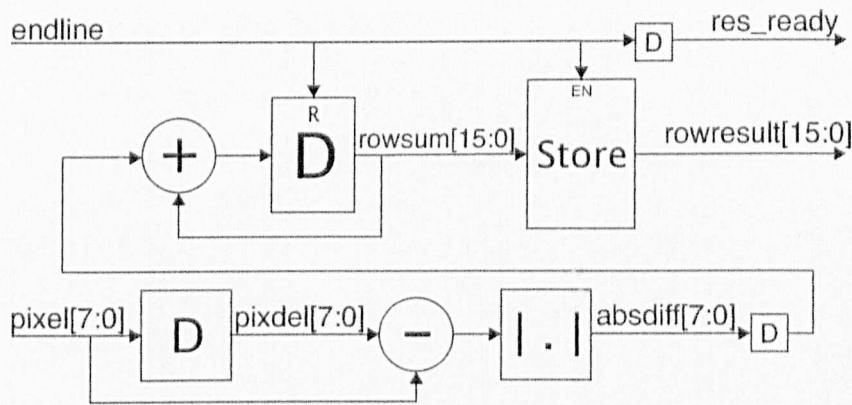 endline
D
res_ready
R
EN
+
D
rowsum[15:0]
Store
rowresult[15:0]
pixel[7:0]
D
pixdel[7:0]
−
| . |
absdiff[7:0]
D